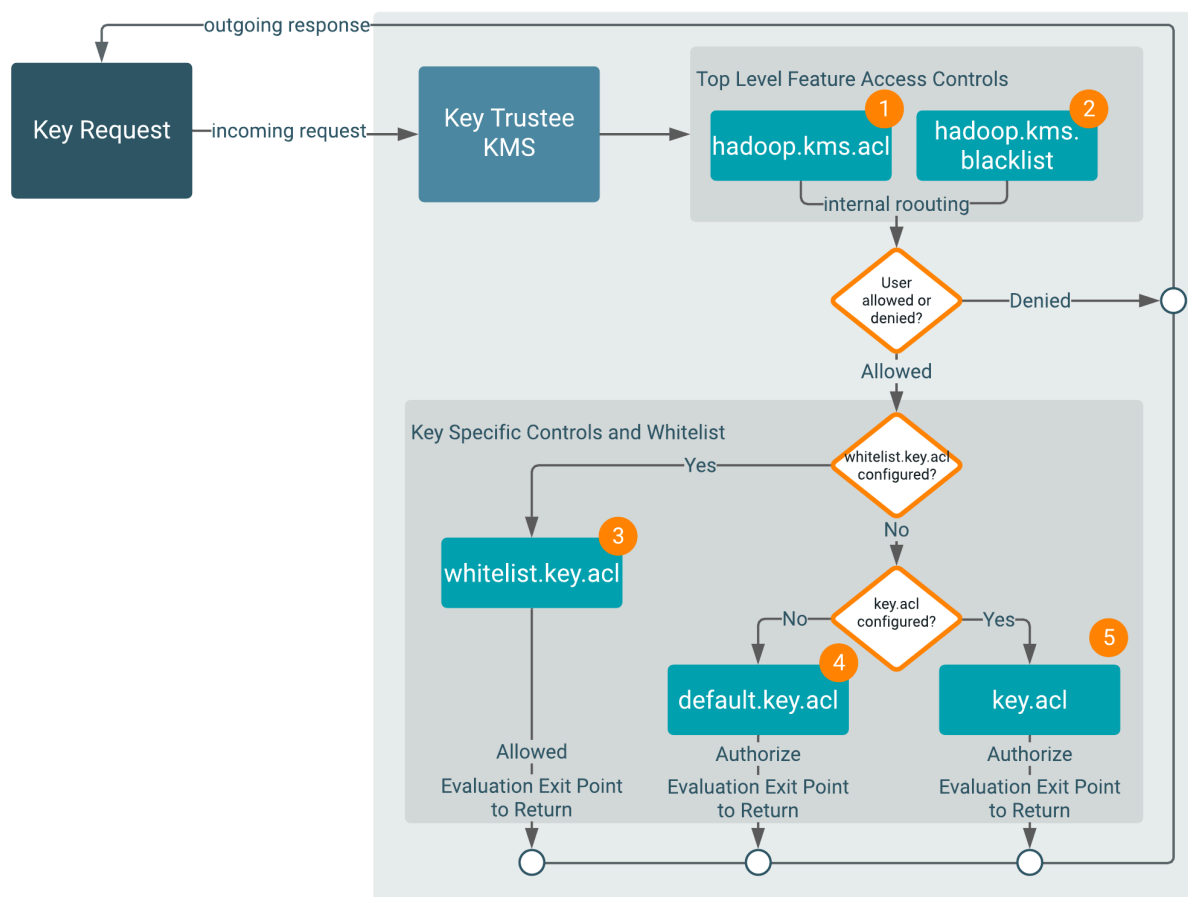 outgoing response
Key Request
incoming request
Key Trustee
KMS
Top Level Feature Access Controls
1
hadoop.kms.acl
2
hadoop.kms.
blacklist
internal roouting
User
allowed or
denied?
Denied
Allowed
Key Specific Controls and Whitelist
whitelist.key.acl
configured?
Yes
No
3
whitelist.key.acl
key.acl
configured?
No
Yes
4
default.key.acl
5
key.acl
Allowed
Evaluation Exit Point
to Return
Authorize
Evaluation Exit Point
to Return
Authorize
Evaluation Exit Point
to Return